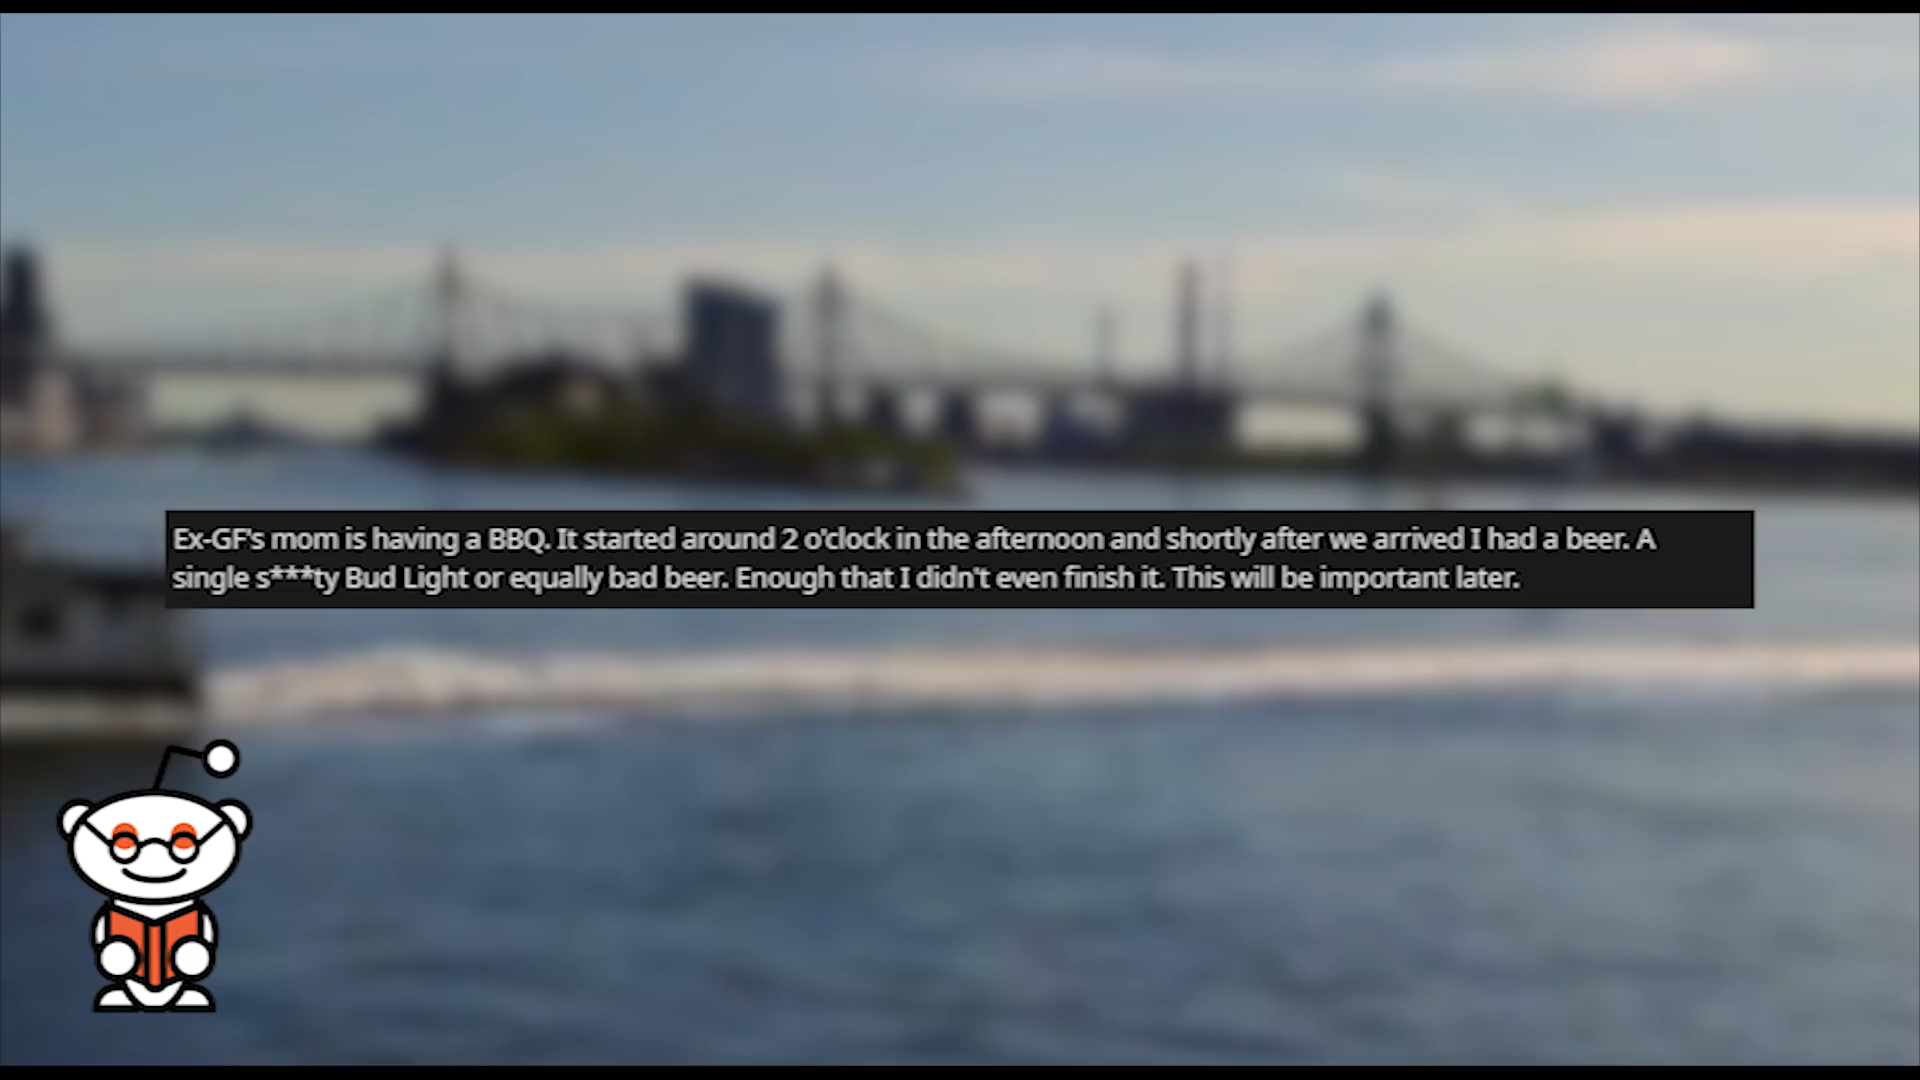 Ex-GF's mom is having a BBQ. It started around 2 o'clock in the afternoon and shortly after we arrived I had a beer. A
single s***ty Bud Light or equally bad beer. Enough that I didn't even finish it. This will be important later.